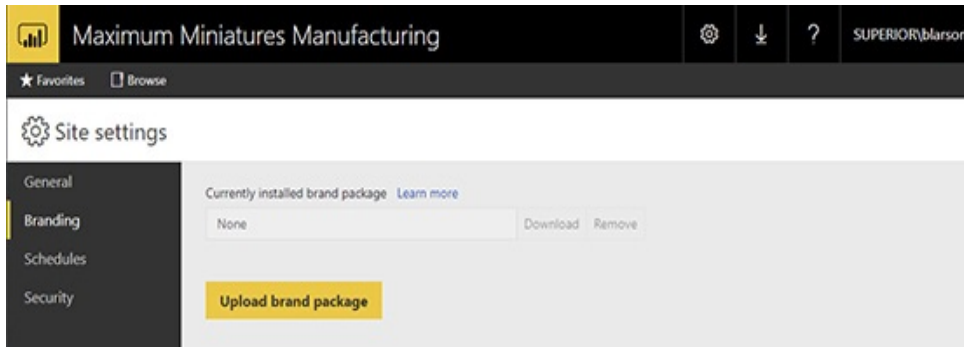 Maximum Miniatures Manufacturing ? SUPERIOR\blarson
Favorites Browse
Site settings
General
Currently installed brand package Learn more
Branding
None Download Remove
Schedules
Security
Upload brand package